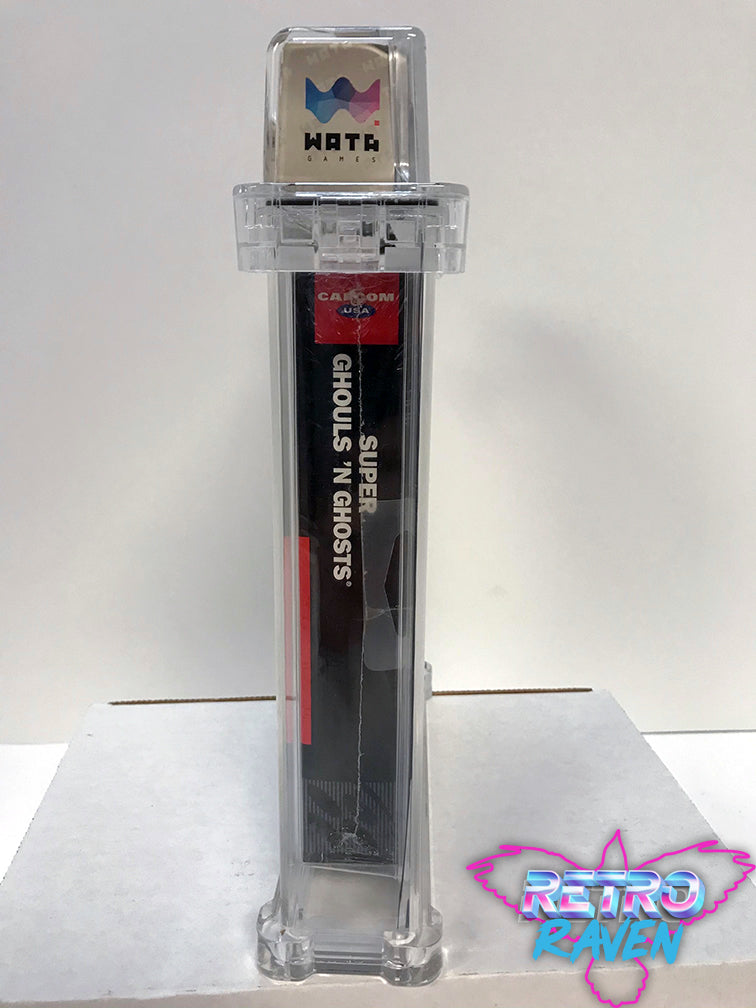 WATA
GAMES
CAPCOM
USA
SUPER
GHOULS 'N GHOSTS®
RETRO
RAVEN